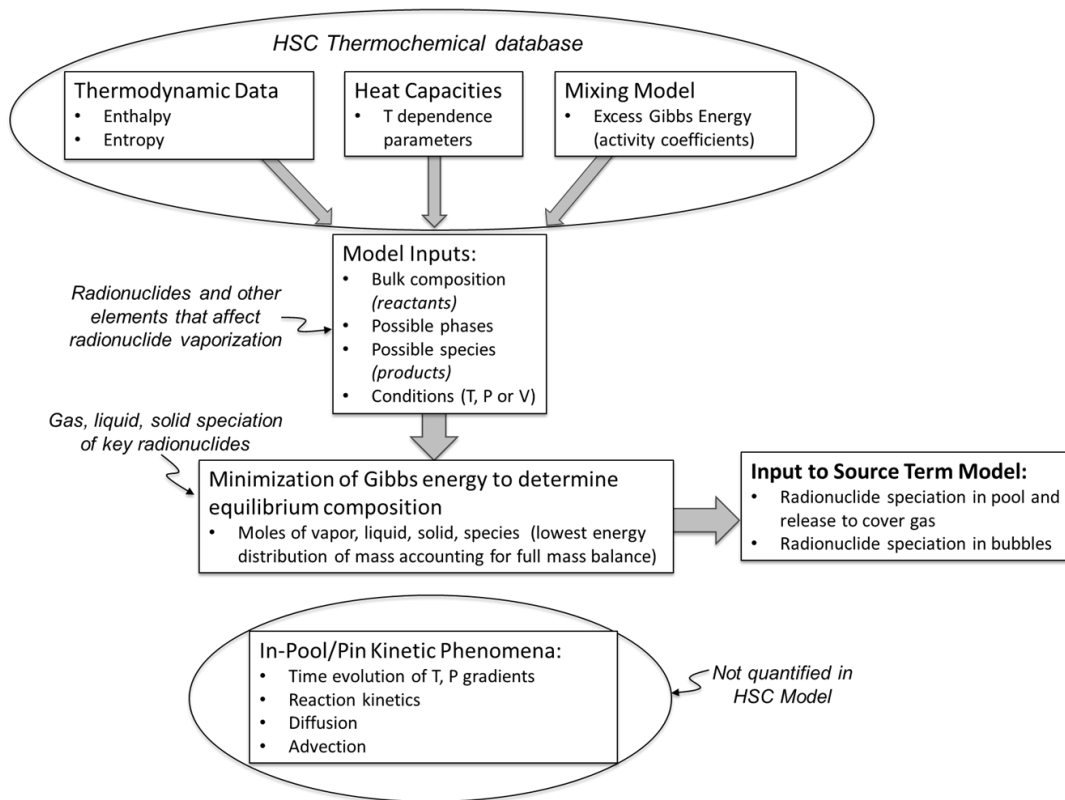 HSC Thermochemical database
Thermodynamic Data
• Enthalpy
• Entropy
Heat Capacities
• T dependence
parameters
Mixing Model
• Excess Gibbs Energy
(activity coefficients)
Model Inputs:
• Bulk composition
(reactants)
• Possible phases
• Possible species
(products)
• Conditions (T, P or V)
Radionuclides and other
elements that affect
radionuclide vaporization
Gas, liquid, solid speciation
of key radionuclides
Minimization of Gibbs energy to determine
equilibrium composition
• Moles of vapor, liquid, solid, species (lowest energy
distribution of mass accounting for full mass balance)
Input to Source Term Model:
• Radionuclide speciation in pool and
release to cover gas
• Radionuclide speciation in bubbles
In-Pool/Pin Kinetic Phenomena:
• Time evolution of T, P gradients
• Reaction kinetics
• Diffusion
• Advection
Not quantified in
HSC Model